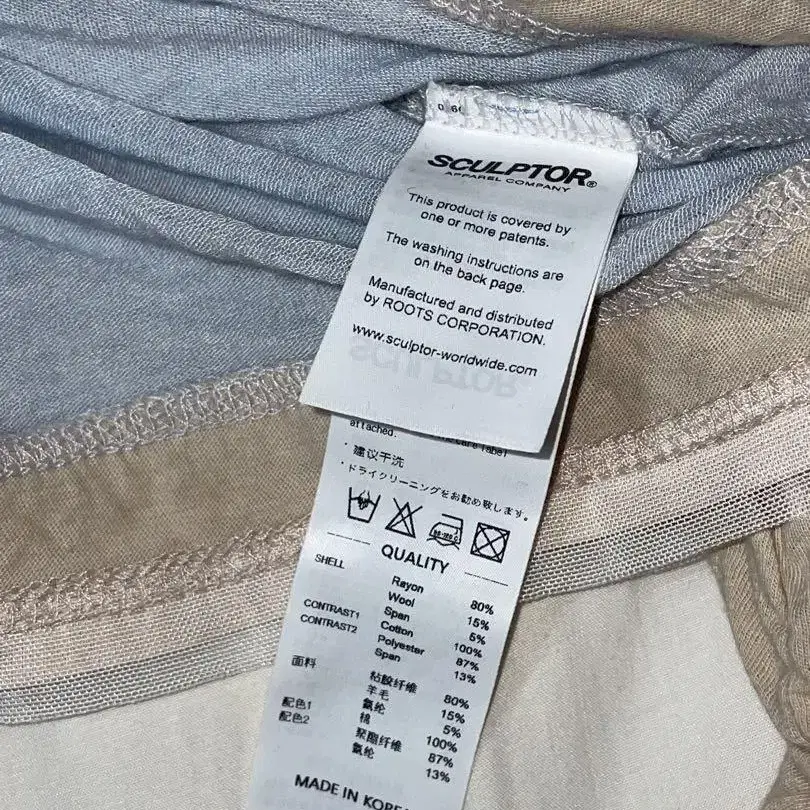 SCULPTOR®
APPAREL COMPANY
This product is covered by
one or more patents.
The washing instructions are
on the back page.
Manufactured and distributed
by ROOTS CORPORATION.
www.sculptor-worldwide.com
attached. care label
·建议干洗
·ドライクリーニングをお勧め致します。
QUALITY
SHELL Rayon 80%
Wool 15%
Span 5%
CONTRAST1 Cotton 100%
CONTRAST2 Polyester 87%
Span 13%
面料 粘胶纤维 80%
羊毛 15%
氨纶 5%
配色1 棉 100%
配色2 聚酯纤维 87%
氨纶 13%
MADE IN KOREA